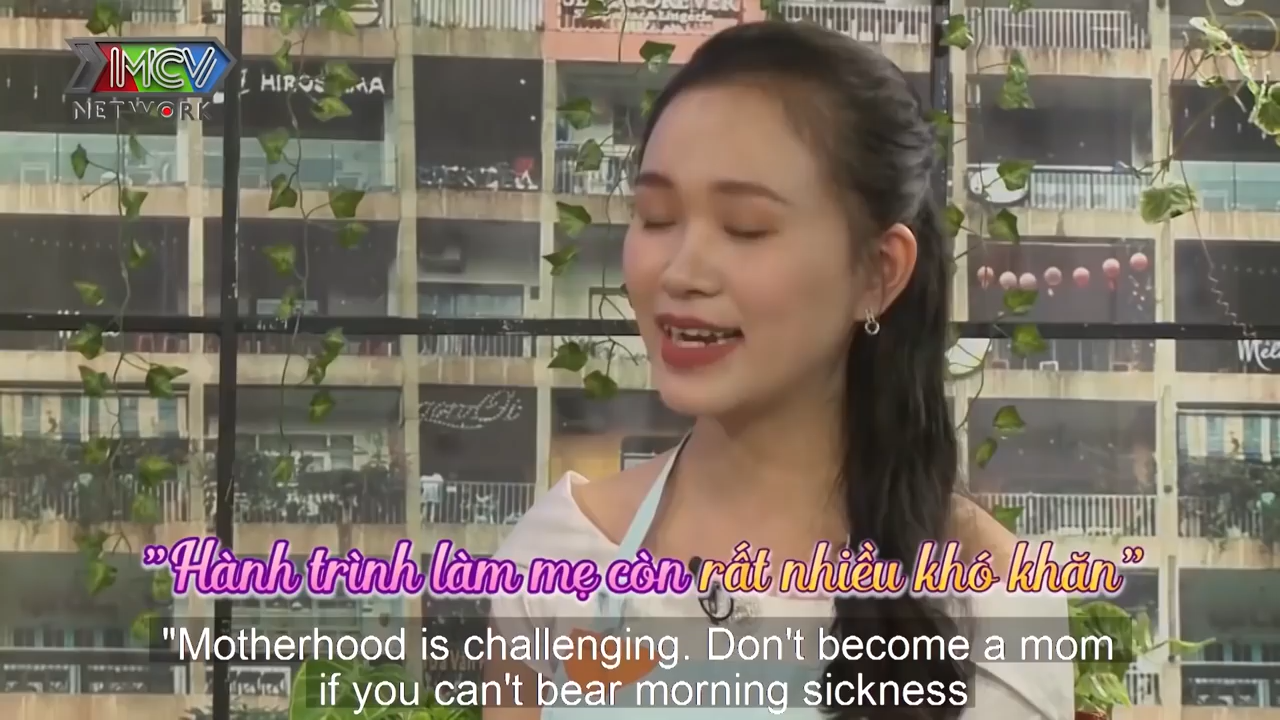 MCV
NETWORK
FOREVER
HIROSHIMA
"Hành trình làm mẹ còn rất nhiều khó khăn"
"Motherhood is challenging. Don't become a mom
if you can't bear morning sickness